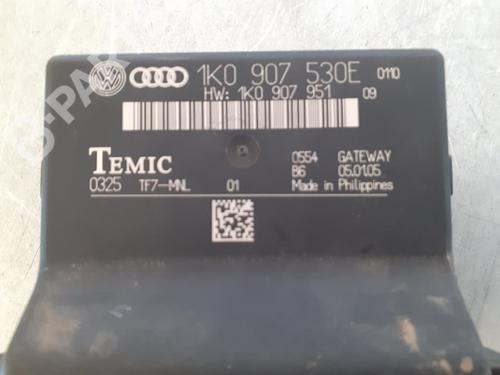 1K0 907 530E 0110
HW: 1K0 907 951 09
TEMIC
0554 GATEWAY
0325 TF7-MNL 01 B6 05.01.05
Made in Philippines